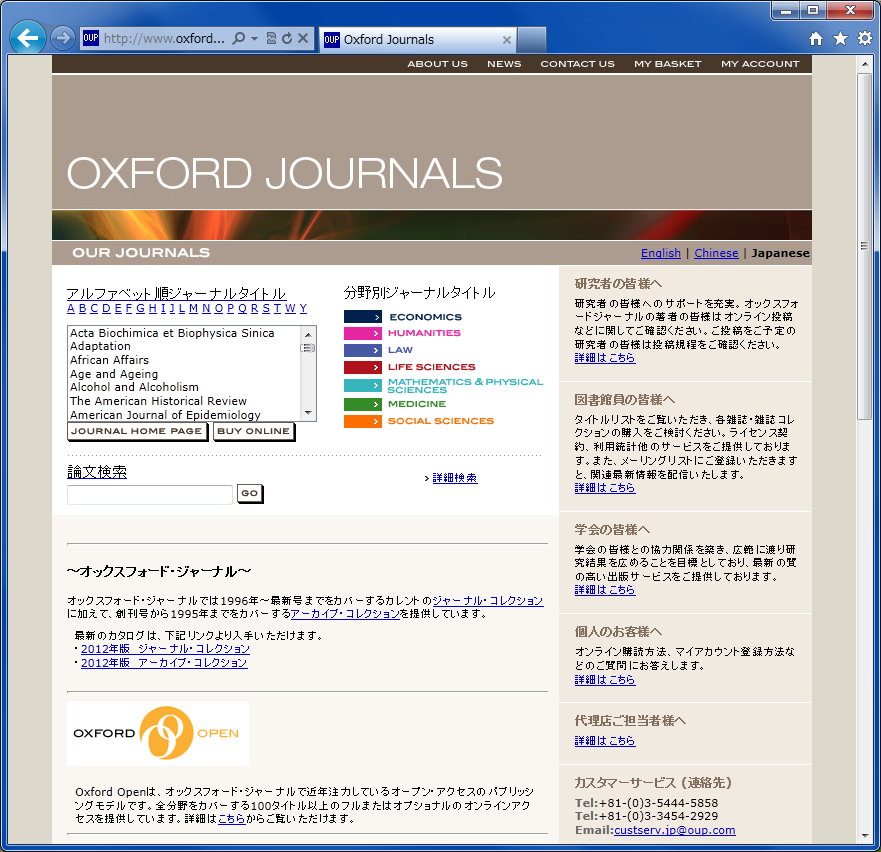 OUP http://www.oxford...
OUP Oxford Journals
ABOUT US NEWS CONTACT US MY BASKET MY ACCOUNT
OXFORD JOURNALS
OUR JOURNALS
English | Chinese | Japanese
アルファベット順ジャーナルタイトル
A B C D E F G H I J L M N O P Q R S T W Y
Acta Biochimica et Biophysica Sinica
Adaptation
African Affairs
Age and Ageing
Alcohol and Alcoholism
The American Historical Review
American Journal of Epidemiology
JOURNAL HOME PAGE BUY ONLINE
分野別ジャーナルタイトル
ECONOMICS
HUMANITIES
LAW
LIFE SCIENCES
MATHEMATICS & PHYSICAL
SCIENCES
MEDICINE
SOCIAL SCIENCES
論文検索
GO
詳細検索
～オックスフォード・ジャーナル～
オックスフォード・ジャーナルでは1996年～最新号までをカバーするカレントのジャーナル・コレクション
に加えて、創刊号から1995年までをカバーするアーカイブ・コレクションを提供しています。
最新のカタログは、下記リンクより入手いただけます。
・2012年版 ジャーナル・コレクション
・2012年版 アーカイブ・コレクション
OXFORD OPEN
Oxford Openは、オックスフォード・ジャーナルで近年注力しているオープン・アクセスのパブリッシ
ングモデルです。全分野をカバーする100タイトル以上のフルまたはオプショナルのオンラインアク
セスを提供しています。詳細はこちらからご覧いただけます。
研究者の皆様へ
研究者の皆様へのサポートを充実。オックスフォ
ードジャーナルの著者の皆様はオンライン投稿
などに関してご確認ください。ご投稿をご予定の
研究者の皆様は投稿規程をご確認ください。
詳細はこちら
図書館員の皆様へ
タイトルリストをご覧いただき、各雑誌・雑誌コレ
クションの購入をご検討ください。ライセンス契
約、利用統計他のサービスをご提供しておりま
す。また、メーリングリストにご登録いただきます
と、関連最新情報を配信いたします。
詳細はこちら
学会の皆様へ
学会の皆様との協力関係を築き、広範に渡り研
究結果を広めることを目標としており、最新の質
の高い出版サービスをご提供しております。
詳細はこちら
個人のお客様へ
オンライン購読方法、マイアカウント登録方法な
どのご質問にお答えします。
詳細はこちら
代理店ご担当者様へ
詳細はこちら
カスタマーサービス（連絡先）
Tel:+81-(0)3-5444-5858
Tel:+81-(0)3-3454-2929
Email:custserv.jp@oup.com